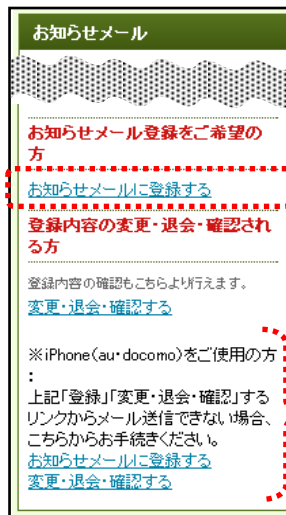 お知らせメール
お知らせメール登録をご希望の
方
お知らせメールに登録する
登録内容の変更・退会・確認され
る方
登録内容の確認もこちらより行えます。
変更・退会・確認する
※iPhone(au・docomo)をご使用の方
:
上記「登録」「変更・退会・確認」する
リンクからメール送信できない場合、
こちらからお手続きください。
お知らせメールに登録する
変更・退会・確認する